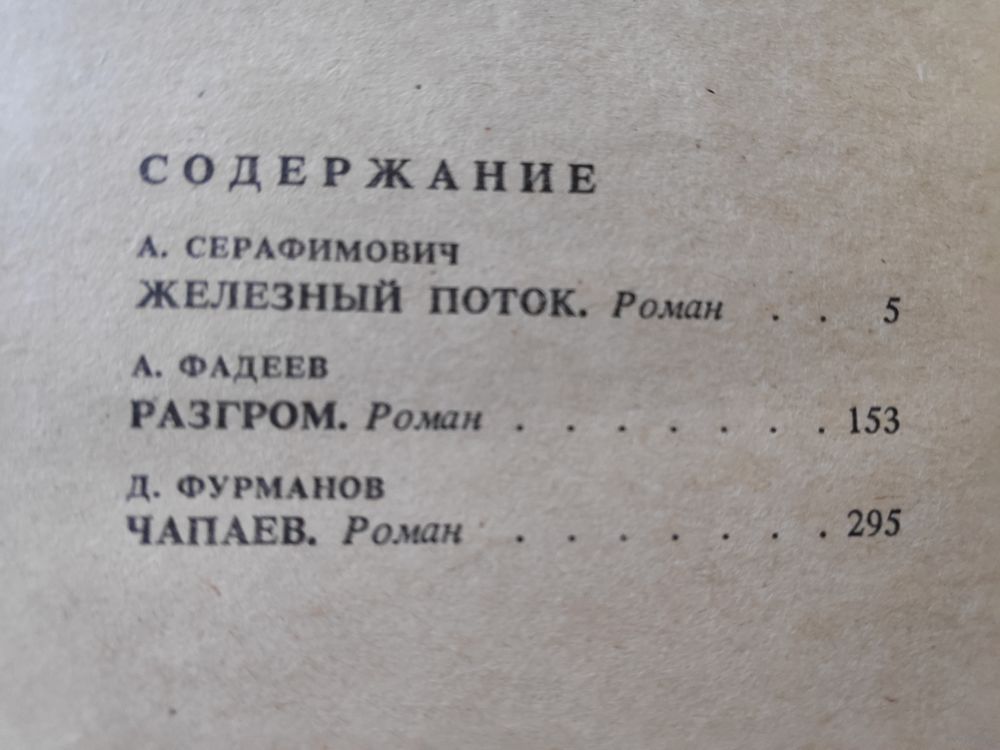 СОДЕРЖАНИЕ
А. СЕРАФИМОВИЧ
ЖЕЛЕЗНЫЙ ПОТОК. Роман . . 5
А. ФАДЕЕВ
РАЗГРОМ. Роман . . . . . . . 153
Д. ФУРМАНОВ
ЧАПАЕВ. Роман . . . . . . . 295